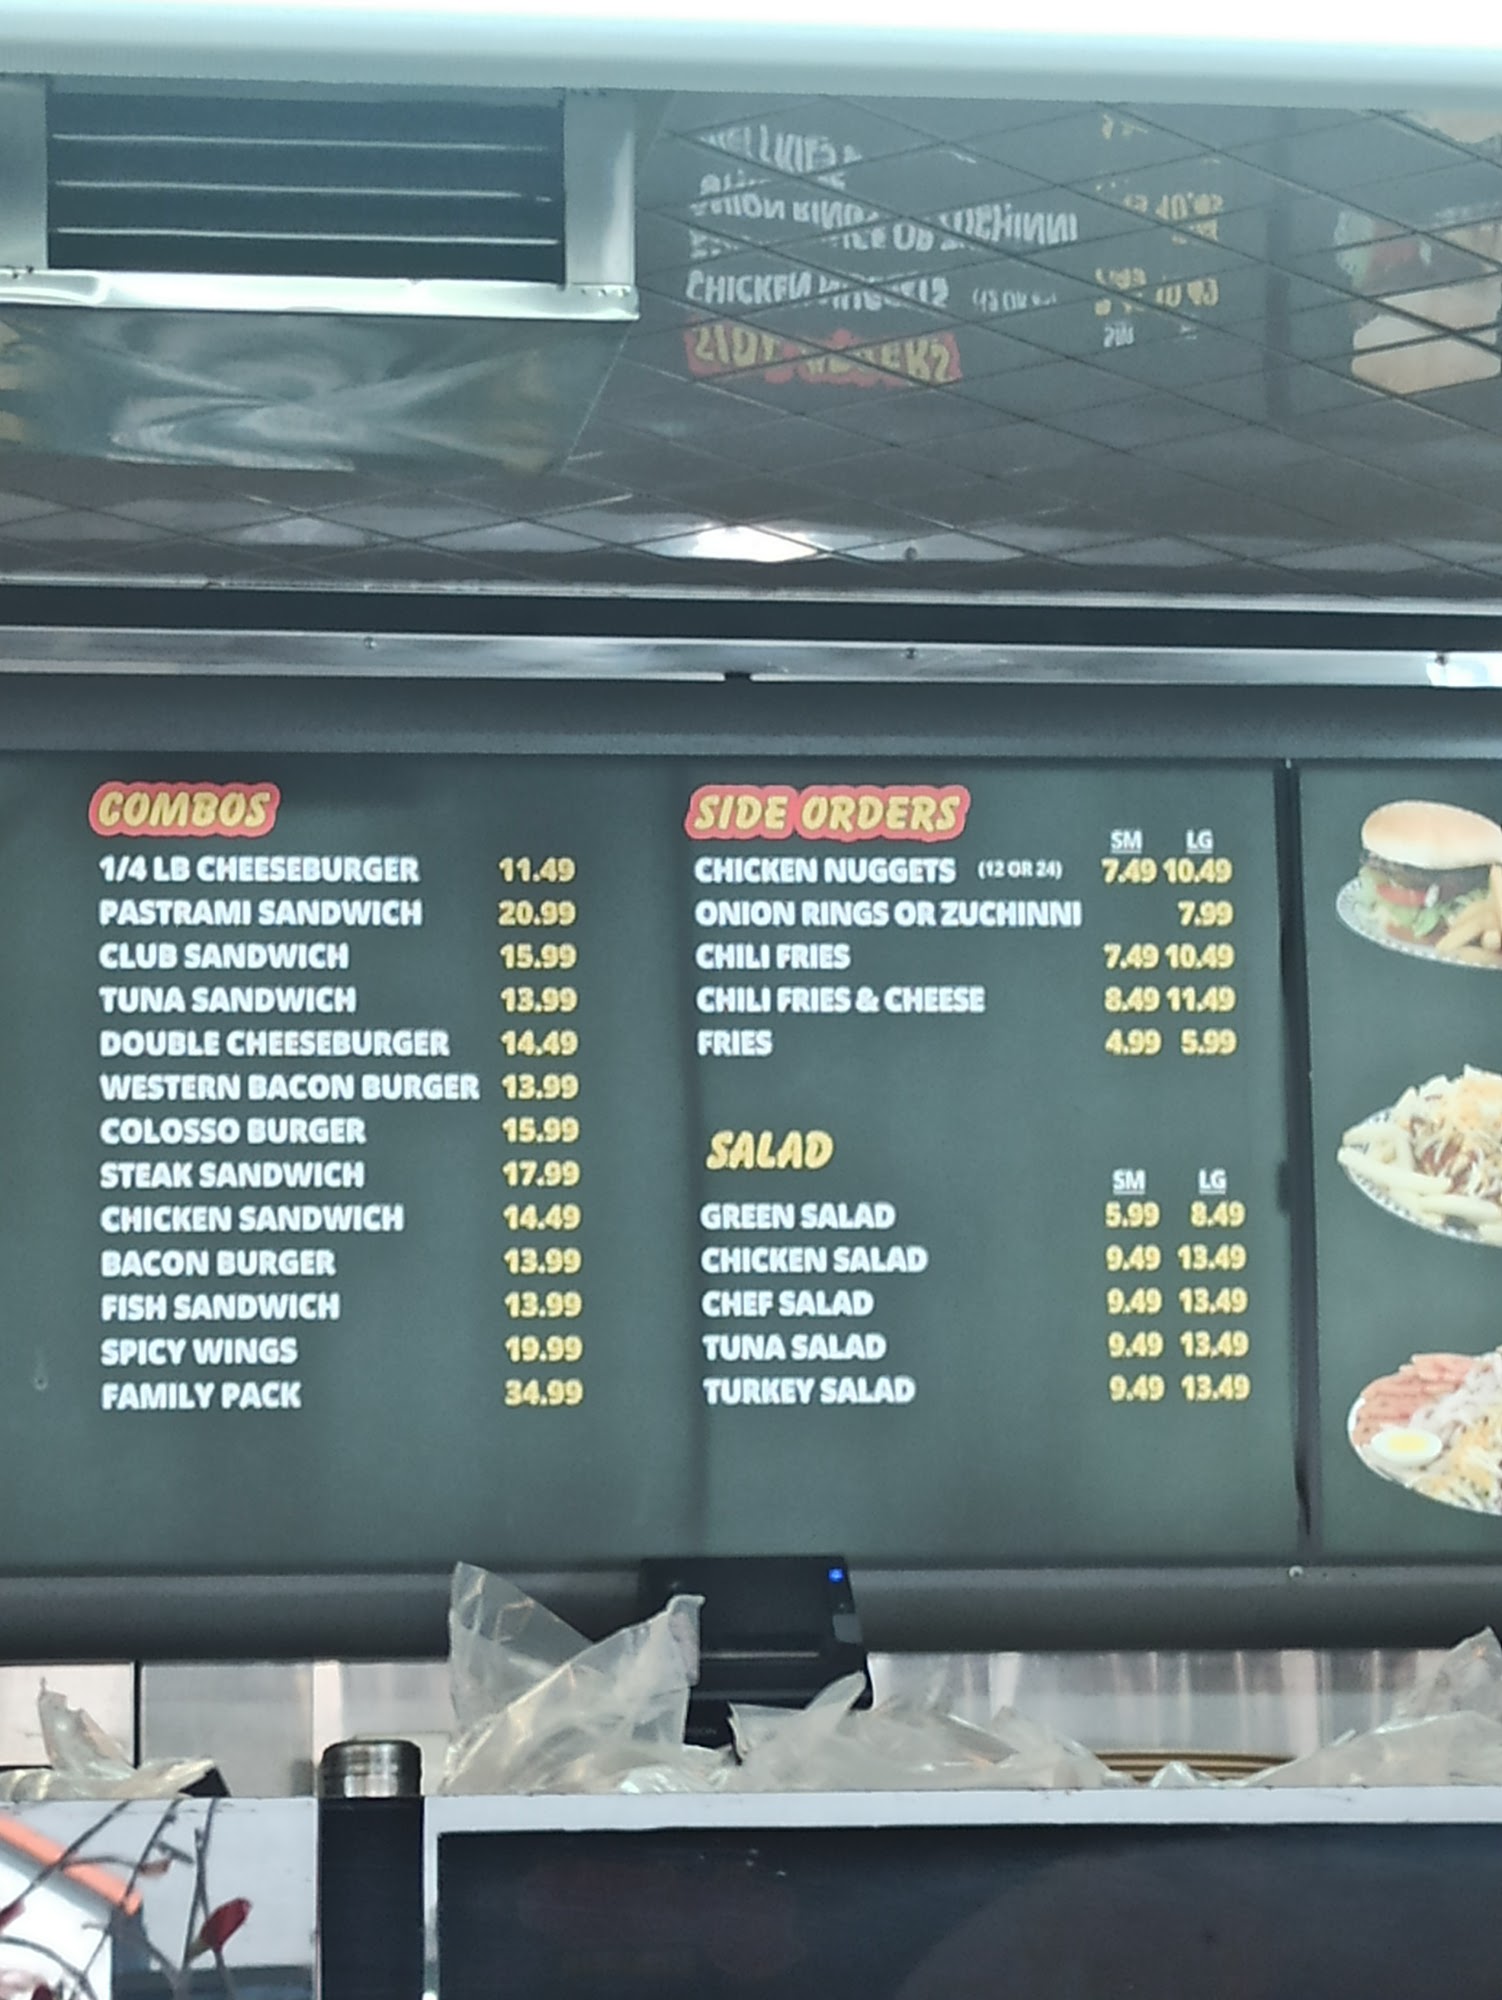 COMBOS
1/4 LB CHEESEBURGER 11.49
PASTRAMI SANDWICH 20.99
CLUB SANDWICH 15.99
TUNA SANDWICH 13.99
DOUBLE CHEESEBURGER 14.49
WESTERN BACON BURGER 13.99
COLOSSO BURGER 15.99
STEAK SANDWICH 17.99
CHICKEN SANDWICH 14.49
BACON BURGER 13.99
FISH SANDWICH 13.99
SPICY WINGS 19.99
FAMILY PACK 34.99
SIDE ORDERS
SM LG
CHICKEN NUGGETS (12 OR 24) 7.49 10.49
ONION RINGS OR ZUCHINNI 7.99
CHILI FRIES 7.49 10.49
CHILI FRIES & CHEESE 8.49 11.49
FRIES 4.99 5.99
SALAD
SM LG
GREEN SALAD 5.99 8.49
CHICKEN SALAD 9.49 13.49
CHEF SALAD 9.49 13.49
TUNA SALAD 9.49 13.49
TURKEY SALAD 9.49 13.49